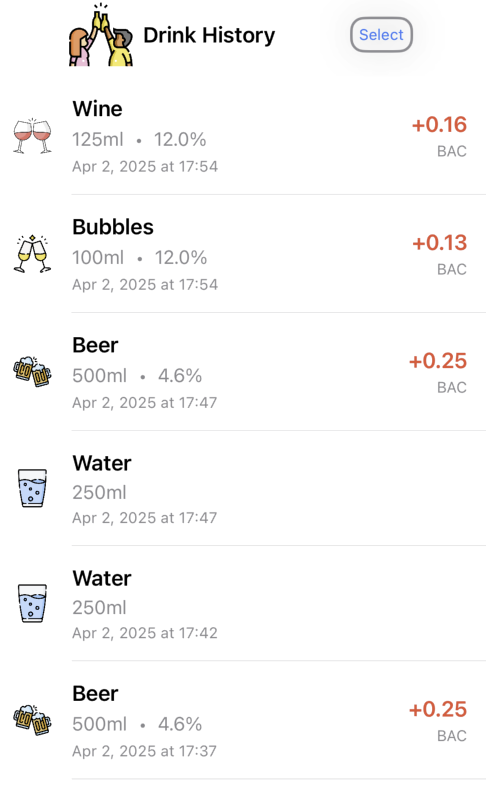 Drink History
Select
Wine
125ml • 12.0%
Apr 2, 2025 at 17:54
+0.16
BAC
Bubbles
100ml • 12.0%
Apr 2, 2025 at 17:54
+0.13
BAC
Beer
500ml • 4.6%
Apr 2, 2025 at 17:47
+0.25
BAC
Water
250ml
Apr 2, 2025 at 17:47
Water
250ml
Apr 2, 2025 at 17:42
Beer
500ml • 4.6%
Apr 2, 2025 at 17:37
+0.25
BAC